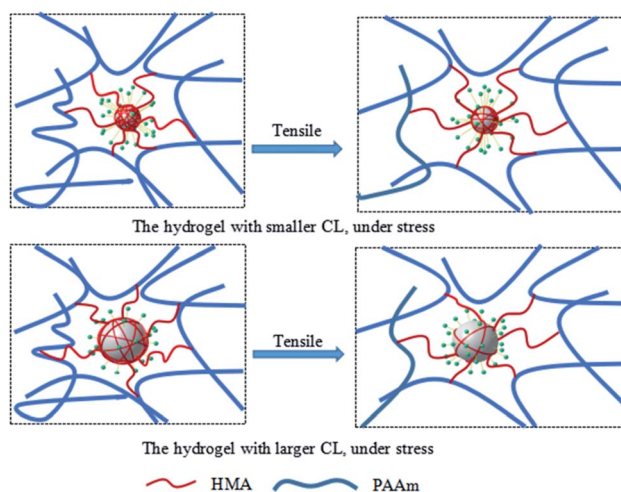 Tensile
The hydrogel with smaller CL, under stress
Tensile
The hydrogel with larger CL, under stress
HMA PAAm